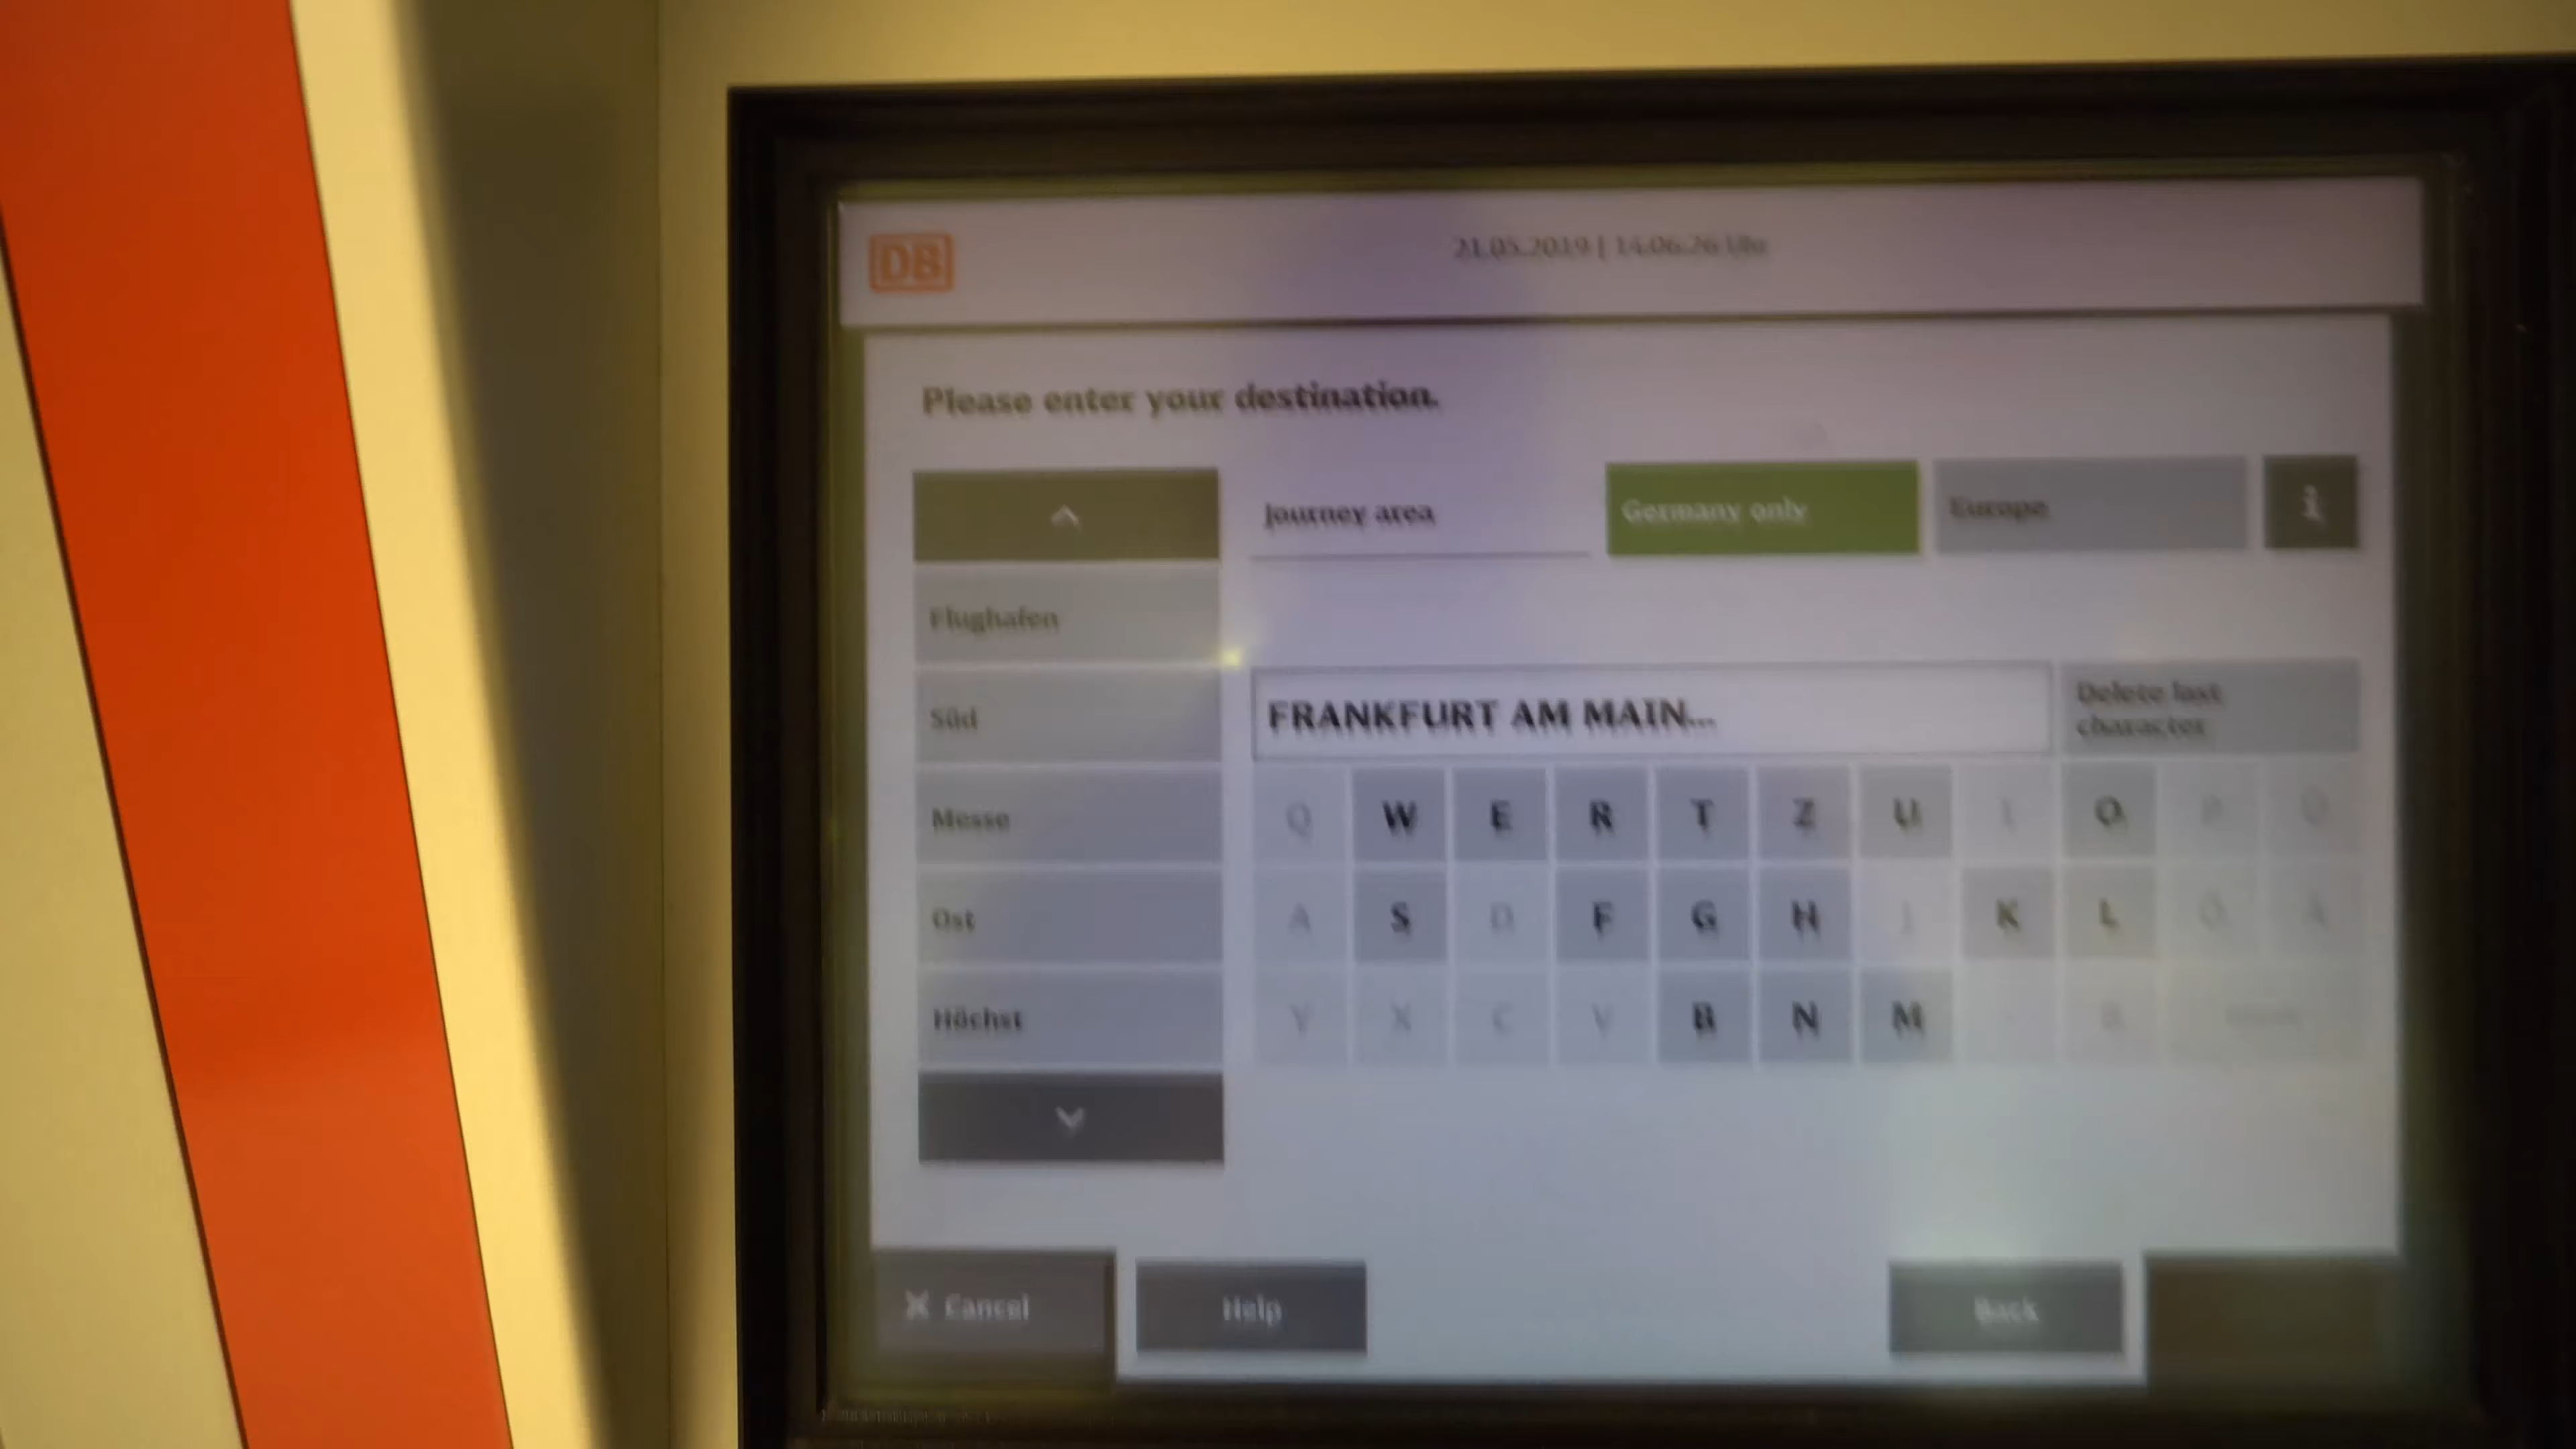 DB
21.05.2019 | 14:06:26 Uhr
Please enter your destination.
Journey area
Germany only
Europe
i
Flughafen
Süd
Messe
Ost
Höchst
FRANKFURT AM MAIN...
Delete last
character
Q W E R T Z U I O P Ü
A S D F G H J K L Ö Ä
Y X C V B N M -
Cancel
Help
Back